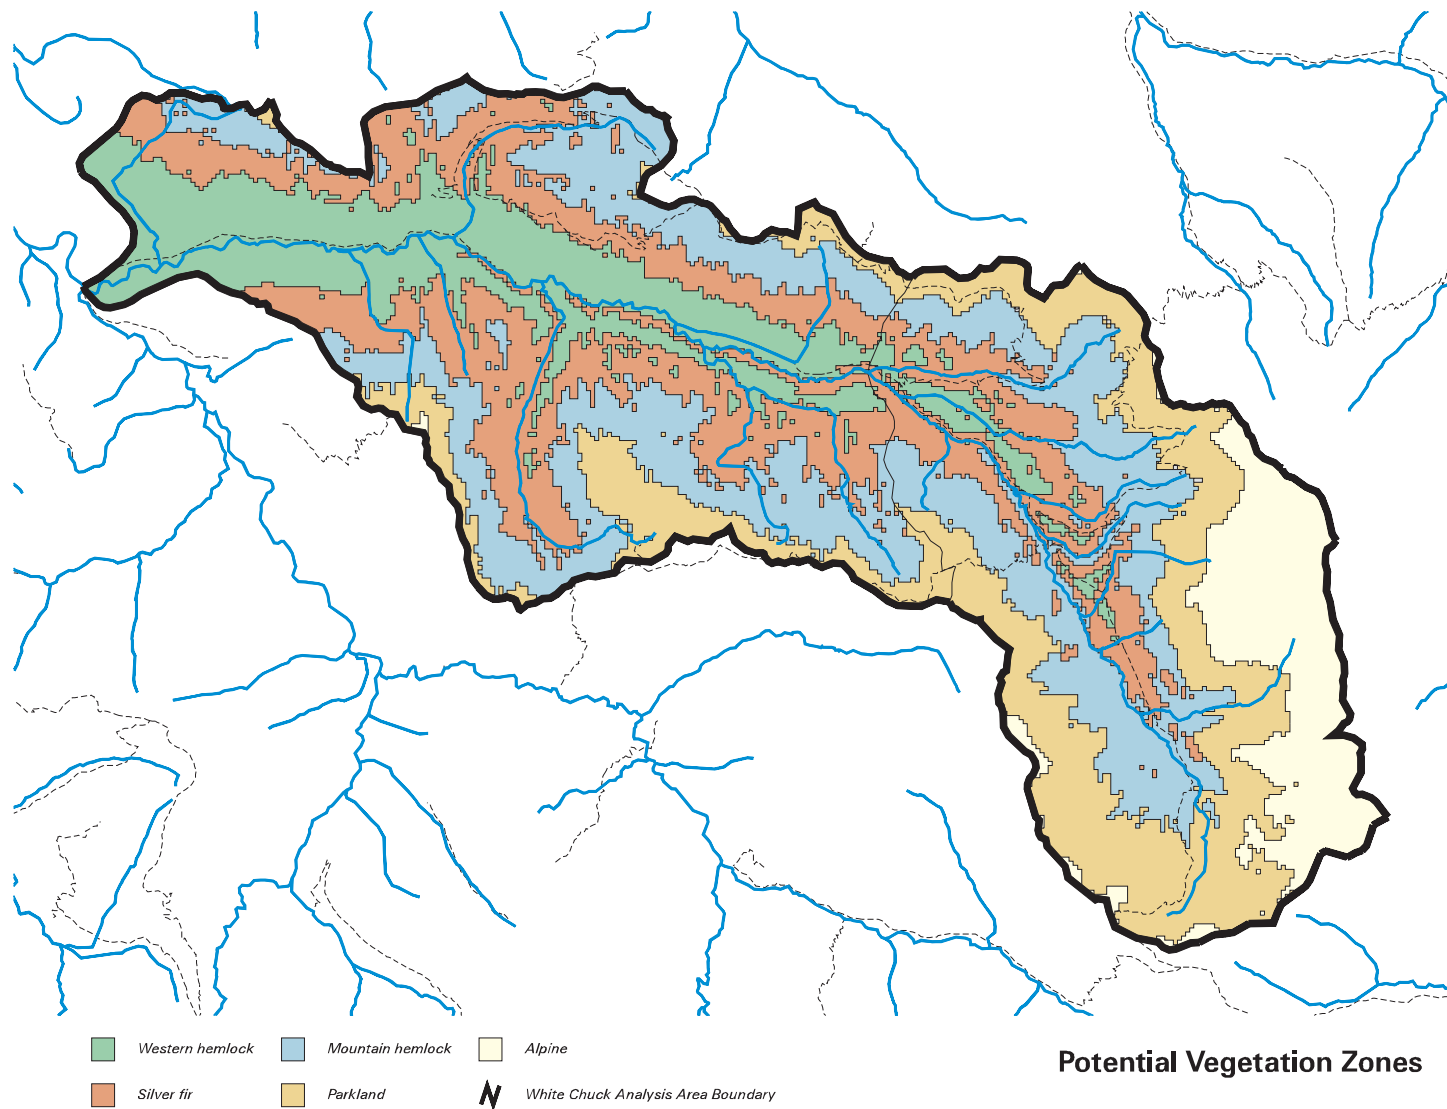 Western hemlock
Mountain hemlock
Alpine
Potential Vegetation Zones
Silver fir
Parkland
White Chuck Analysis Area Boundary